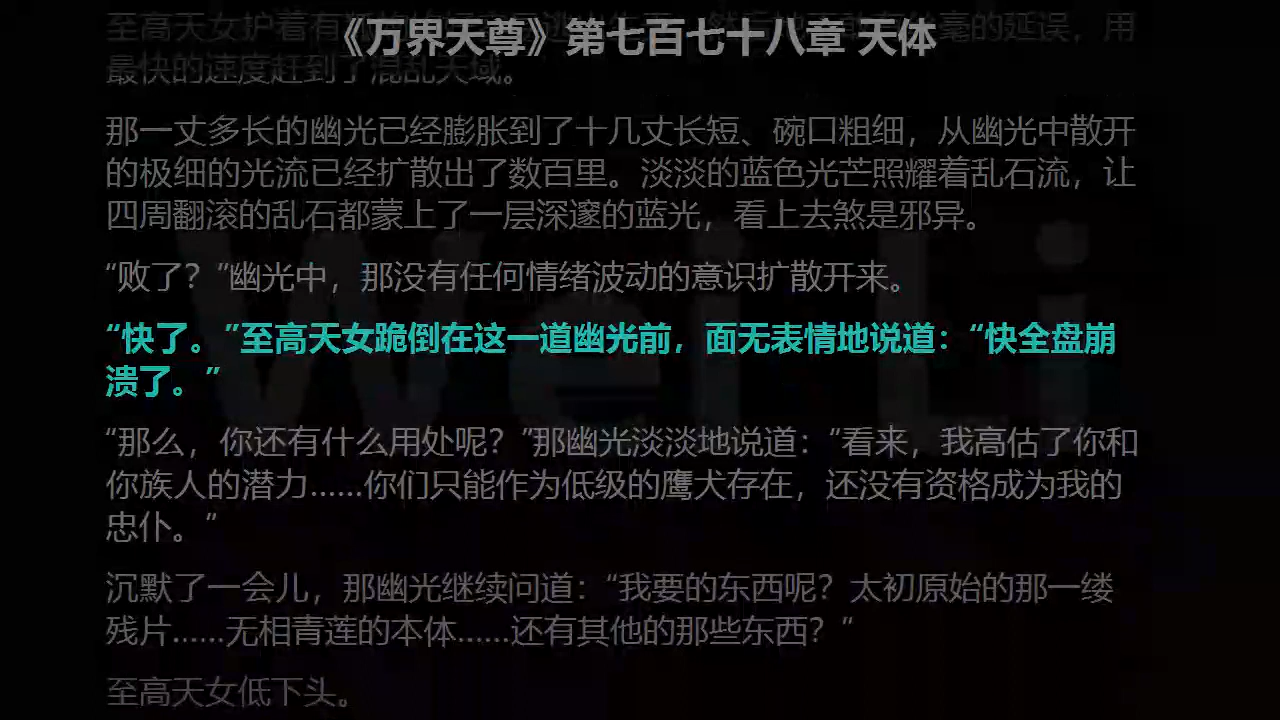 《万界天尊》第七百七十八章 天体
至高天女护着有
毫的延误，用
最快的速度赶到了混乱天域。
那一丈多长的幽光已经膨胀到了十几丈长短、碗口粗细，从幽光中散开
的极细的光流已经扩散出了数百里。淡淡的蓝色光芒照耀着乱石流，让
四周翻滚的乱石都蒙上了一层深邃的蓝光，看上去煞是邪异。
“败了？”幽光中，那没有任何情绪波动的意识扩散开来。
“快了。”至高天女跪倒在这一道幽光前，面无表情地说道：“快全盘崩
溃了。”
“那么，你还有什么用处呢？”那幽光淡淡地说道：“看来，我高估了你和
你族人的潜力……你们只能作为低级的鹰犬存在，还没有资格成为我的
忠仆。”
沉默了一会儿，那幽光继续问道：“我要的东西呢？太初原始的那一缕
残片……无相青莲的本体……还有其他的那些东西？”
至高天女低下头。
Wei Li